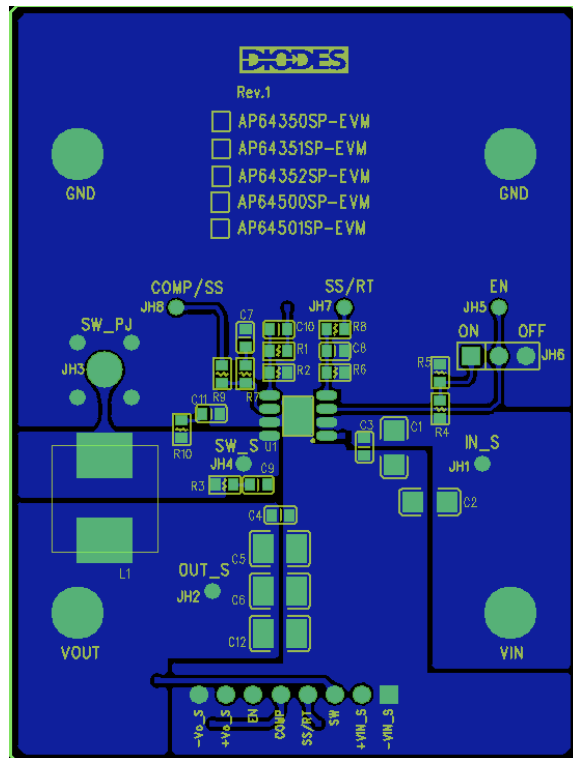 DIODES
Rev.1
AP64350SP-EVM
AP64351SP-EVM
AP64352SP-EVM
AP64500SP-EVM
AP64501SP-EVM
GND
GND
COMP/SS
SS/RT
EN
JH8
JH7
JH5
SW_PJ
C7
C10
R8
ON
OFF
JH3
R1
C8
R5
JH6
R9
R7
R2
R6
C11
C3
C1
R4
R10
U1
SW_S
IN_S
JH4
JH1
R3
C9
C2
C4
C5
L1
OUT_S
JH2
C6
C12
VOUT
VIN
-Vo_S
+Vo_S
EN
COMP
SS/RT
SW
+VIN_S
-VIN_S